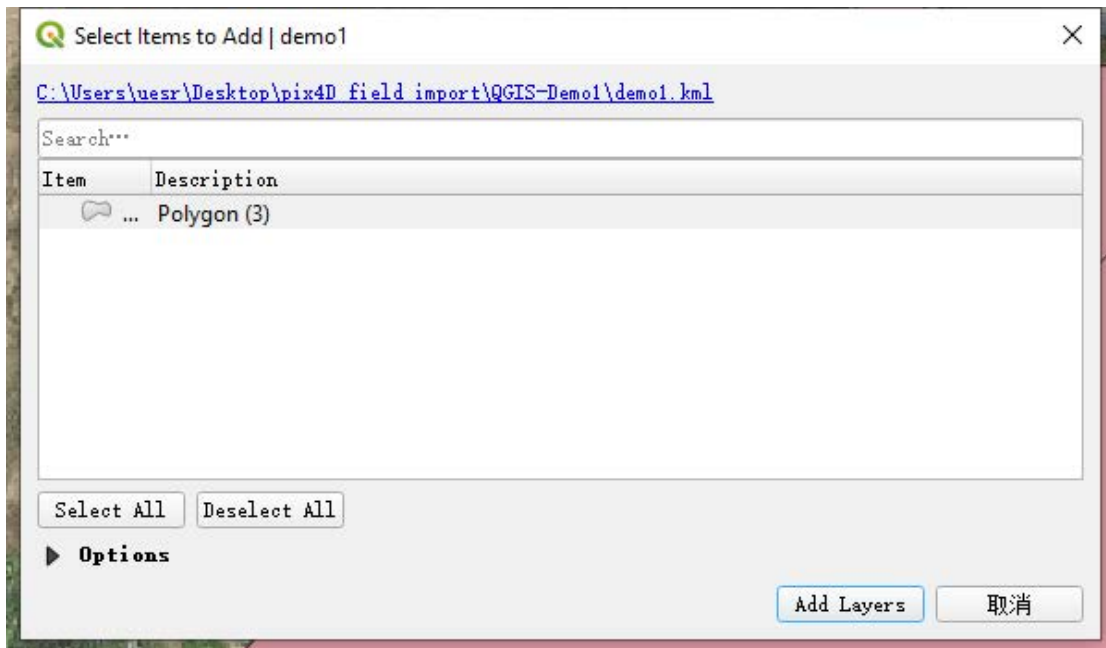 Select Items to Add | demo1
C:\Users\uesr\Desktop\pix4D field import\QGIS-Demo1\demo1.kml
Search…
Item Description
... Polygon (3)
Select All Deselect All
Options
Add Layers 取消